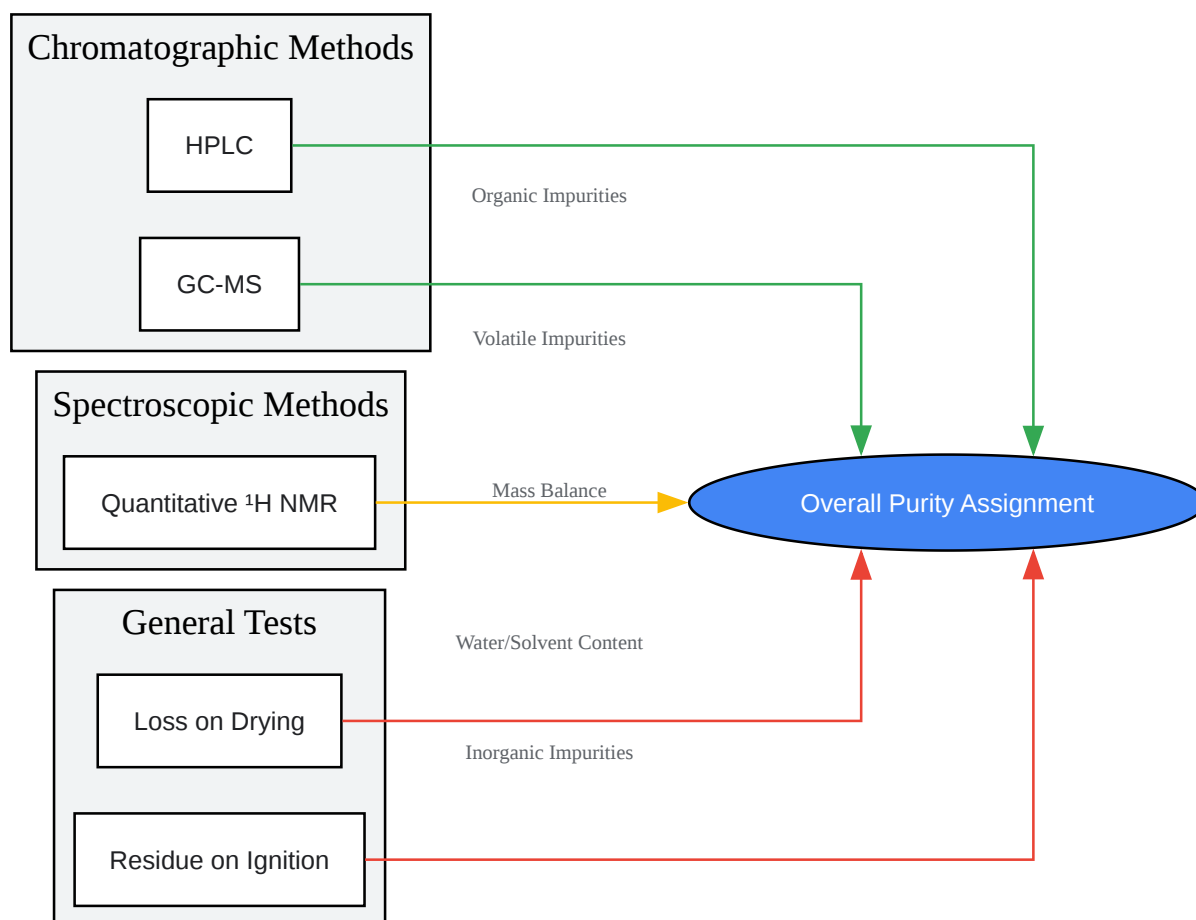 Chromatographic Methods
HPLC
Organic Impurities
GC-MS
Volatile Impurities
Spectroscopic Methods
Quantitative ¹H NMR
Mass Balance
Overall Purity Assignment
General Tests
Water/Solvent Content
Loss on Drying
Inorganic Impurities
Residue on Ignition